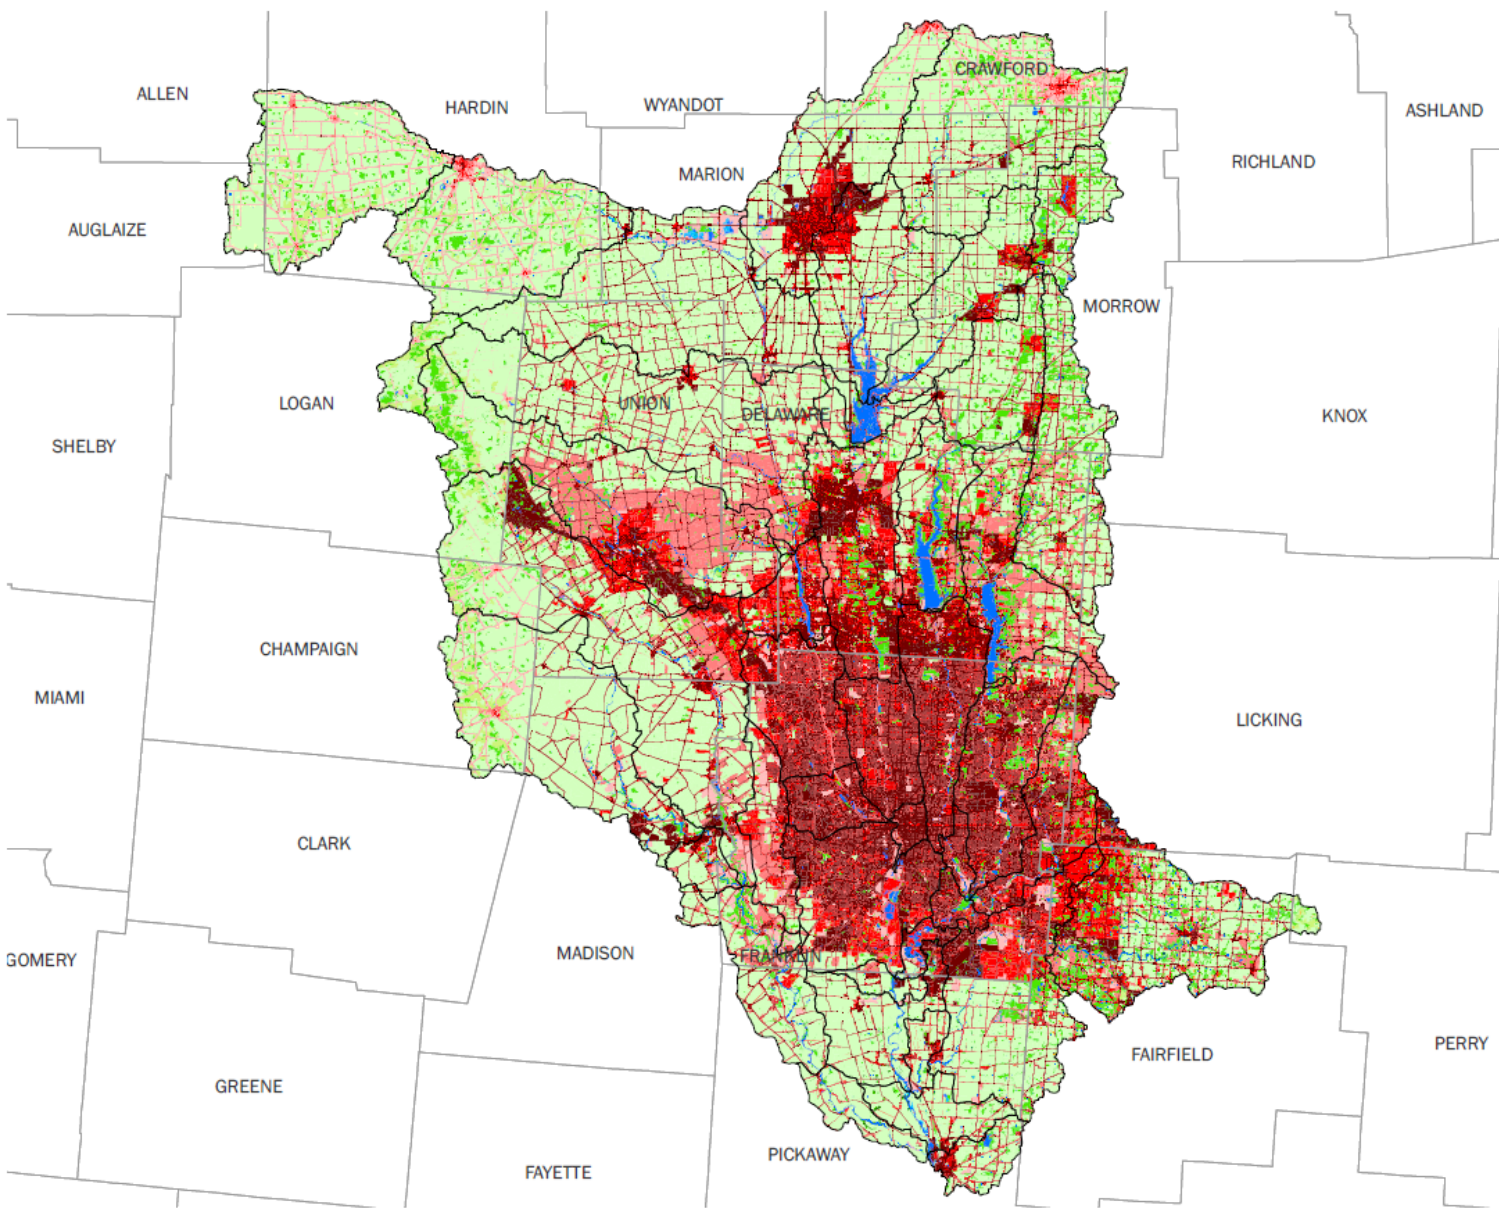 CRAWFORD
ALLEN
HARDIN
WYANDOT
ASHLAND
RICHLAND
MARION
AUGLAIZE
MORROW
LOGAN
UNION
DELAWARE
KNOX
SHELBY
CHAMPAIGN
MIAMI
LICKING
CLARK
MADISON
FRANKLIN
GOMERY
PERRY
FAIRFIELD
GREENE
PICKAWAY
FAYETTE